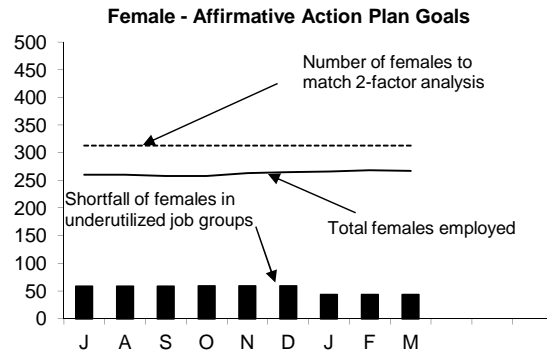 Female - Affirmative Action Plan Goals
500
450
400
350
300
250
200
150
100
50
0
Number of females to
match 2-factor analysis
Shortfall of females in
underutilized job groups
Total females employed
J A S O N D J F M